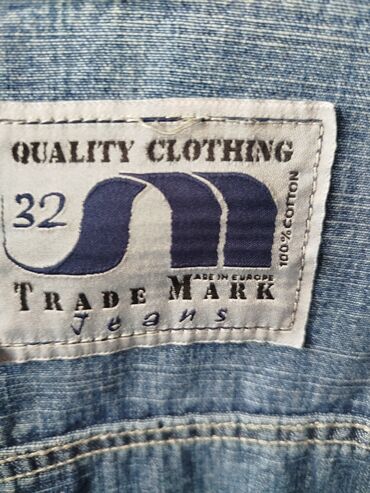 QUALITY CLOTHING
32
100% COTTON
MADE IN EUROPE
TRADE MARK
Jeans